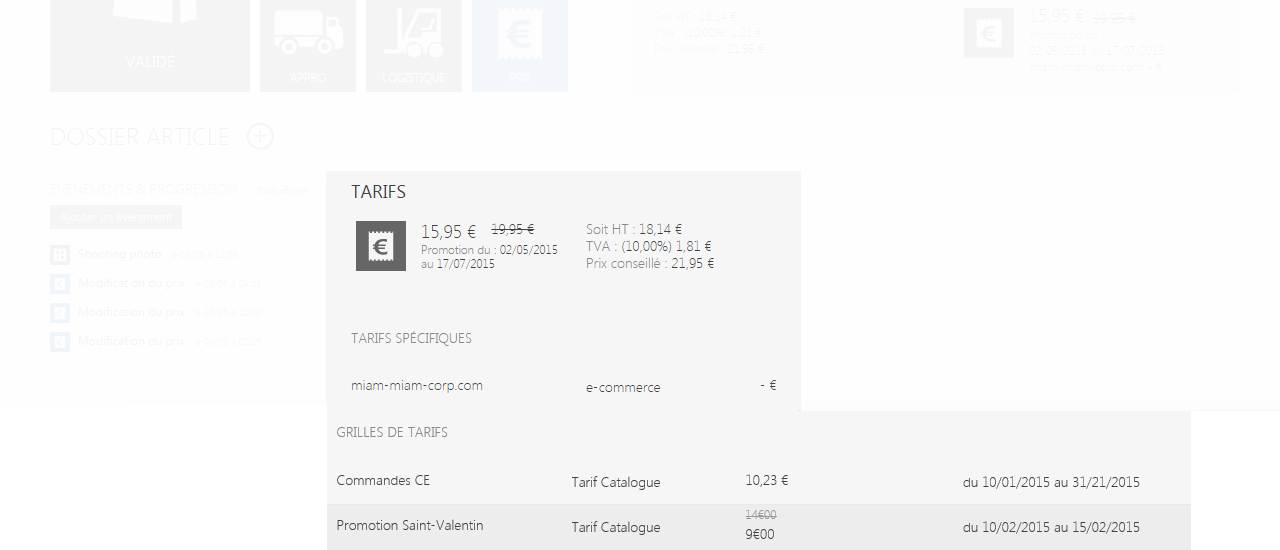 Soit HT : 18,14 €
TVA : (10,00%) 1,81 €
Prix conseillé : 21,95 €
15,95 € 19,95 €
Promotion du :
02/05/2015 au 17/07/2015
miam-miam-corp.com - €
VALIDE
APPRO
LOGISTIQUE
PRIX
DOSSIER ARTICLE
EVENEMENTS & PROGRESSION
Ajouter un évènement
Shooting photo
Modification du prix
Modification du prix
Modification du prix
TARIFS
15,95 € 19,95 €
Promotion du : 02/05/2015
au 17/07/2015
Soit HT : 18,14 €
TVA : (10,00%) 1,81 €
Prix conseillé : 21,95 €
TARIFS SPÉCIFIQUES
miam-miam-corp.com e-commerce - €
GRILLES DE TARIFS
Commandes CE Tarif Catalogue 10,23 € du 10/01/2015 au 31/21/2015
14€00
Promotion Saint-Valentin Tarif Catalogue 9€00 du 10/02/2015 au 15/02/2015